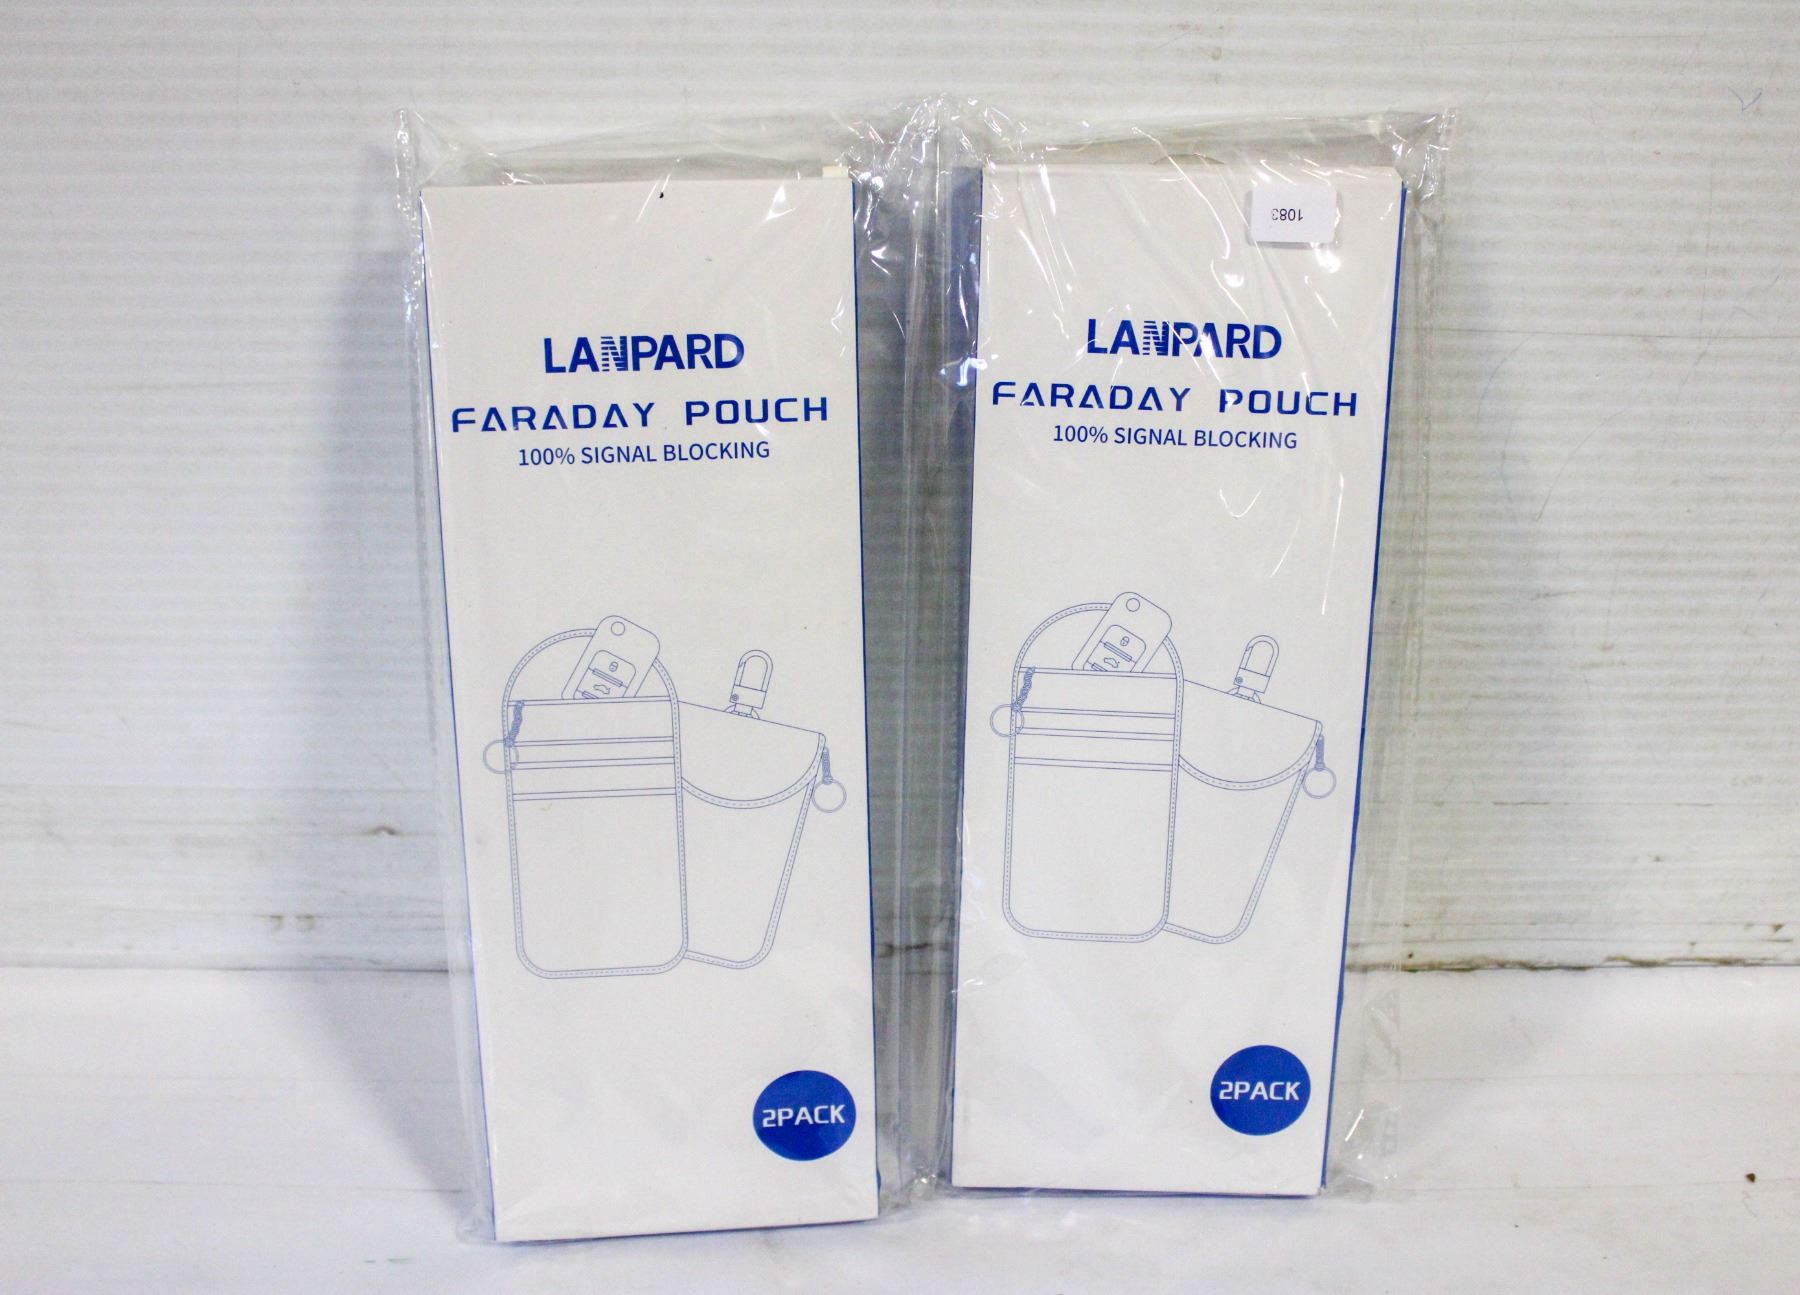 LANPARD
FARADAY POUCH
100% SIGNAL BLOCKING
2PACK
1083
LANPARD
FARADAY POUCH
100% SIGNAL BLOCKING
2PACK